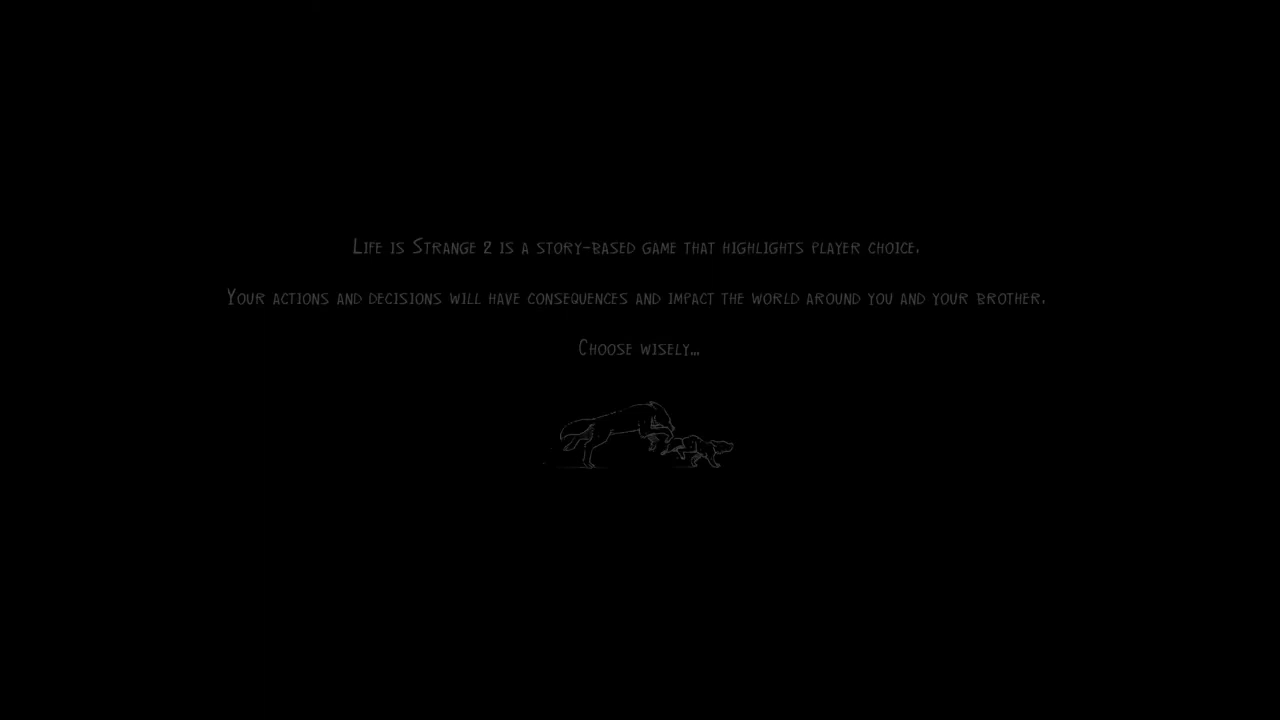 Life is Strange 2 is a story-based game that highlights player choice.
Your actions and decisions will have consequences and impact the world around you and your brother.
Choose wisely...